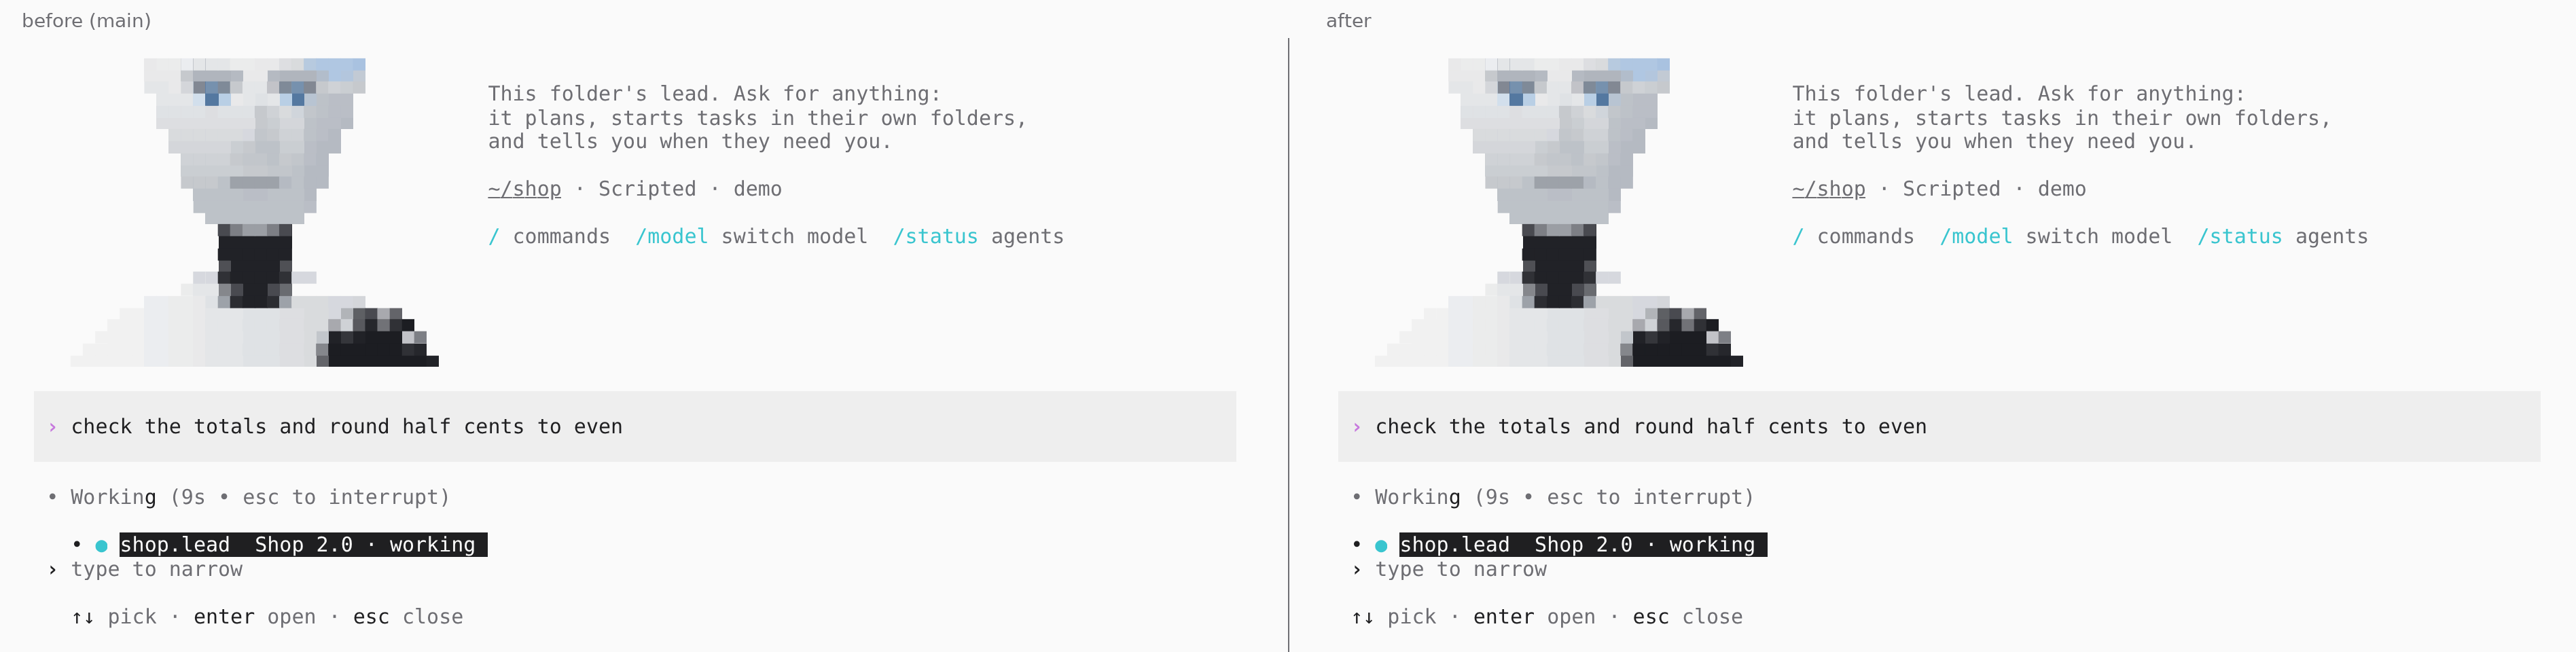 before (main)
This folder's lead. Ask for anything:
it plans, starts tasks in their own folders,
and tells you when they need you.
~/shop · Scripted · demo
/ commands  /model switch model  /status agents
› check the totals and round half cents to even
• Working (9s • esc to interrupt)
• ● shop.lead  Shop 2.0 · working
› type to narrow
↑↓ pick · enter open · esc close
after
This folder's lead. Ask for anything:
it plans, starts tasks in their own folders,
and tells you when they need you.
~/shop · Scripted · demo
/ commands  /model switch model  /status agents
› check the totals and round half cents to even
• Working (9s • esc to interrupt)
• ● shop.lead  Shop 2.0 · working
› type to narrow
↑↓ pick · enter open · esc close